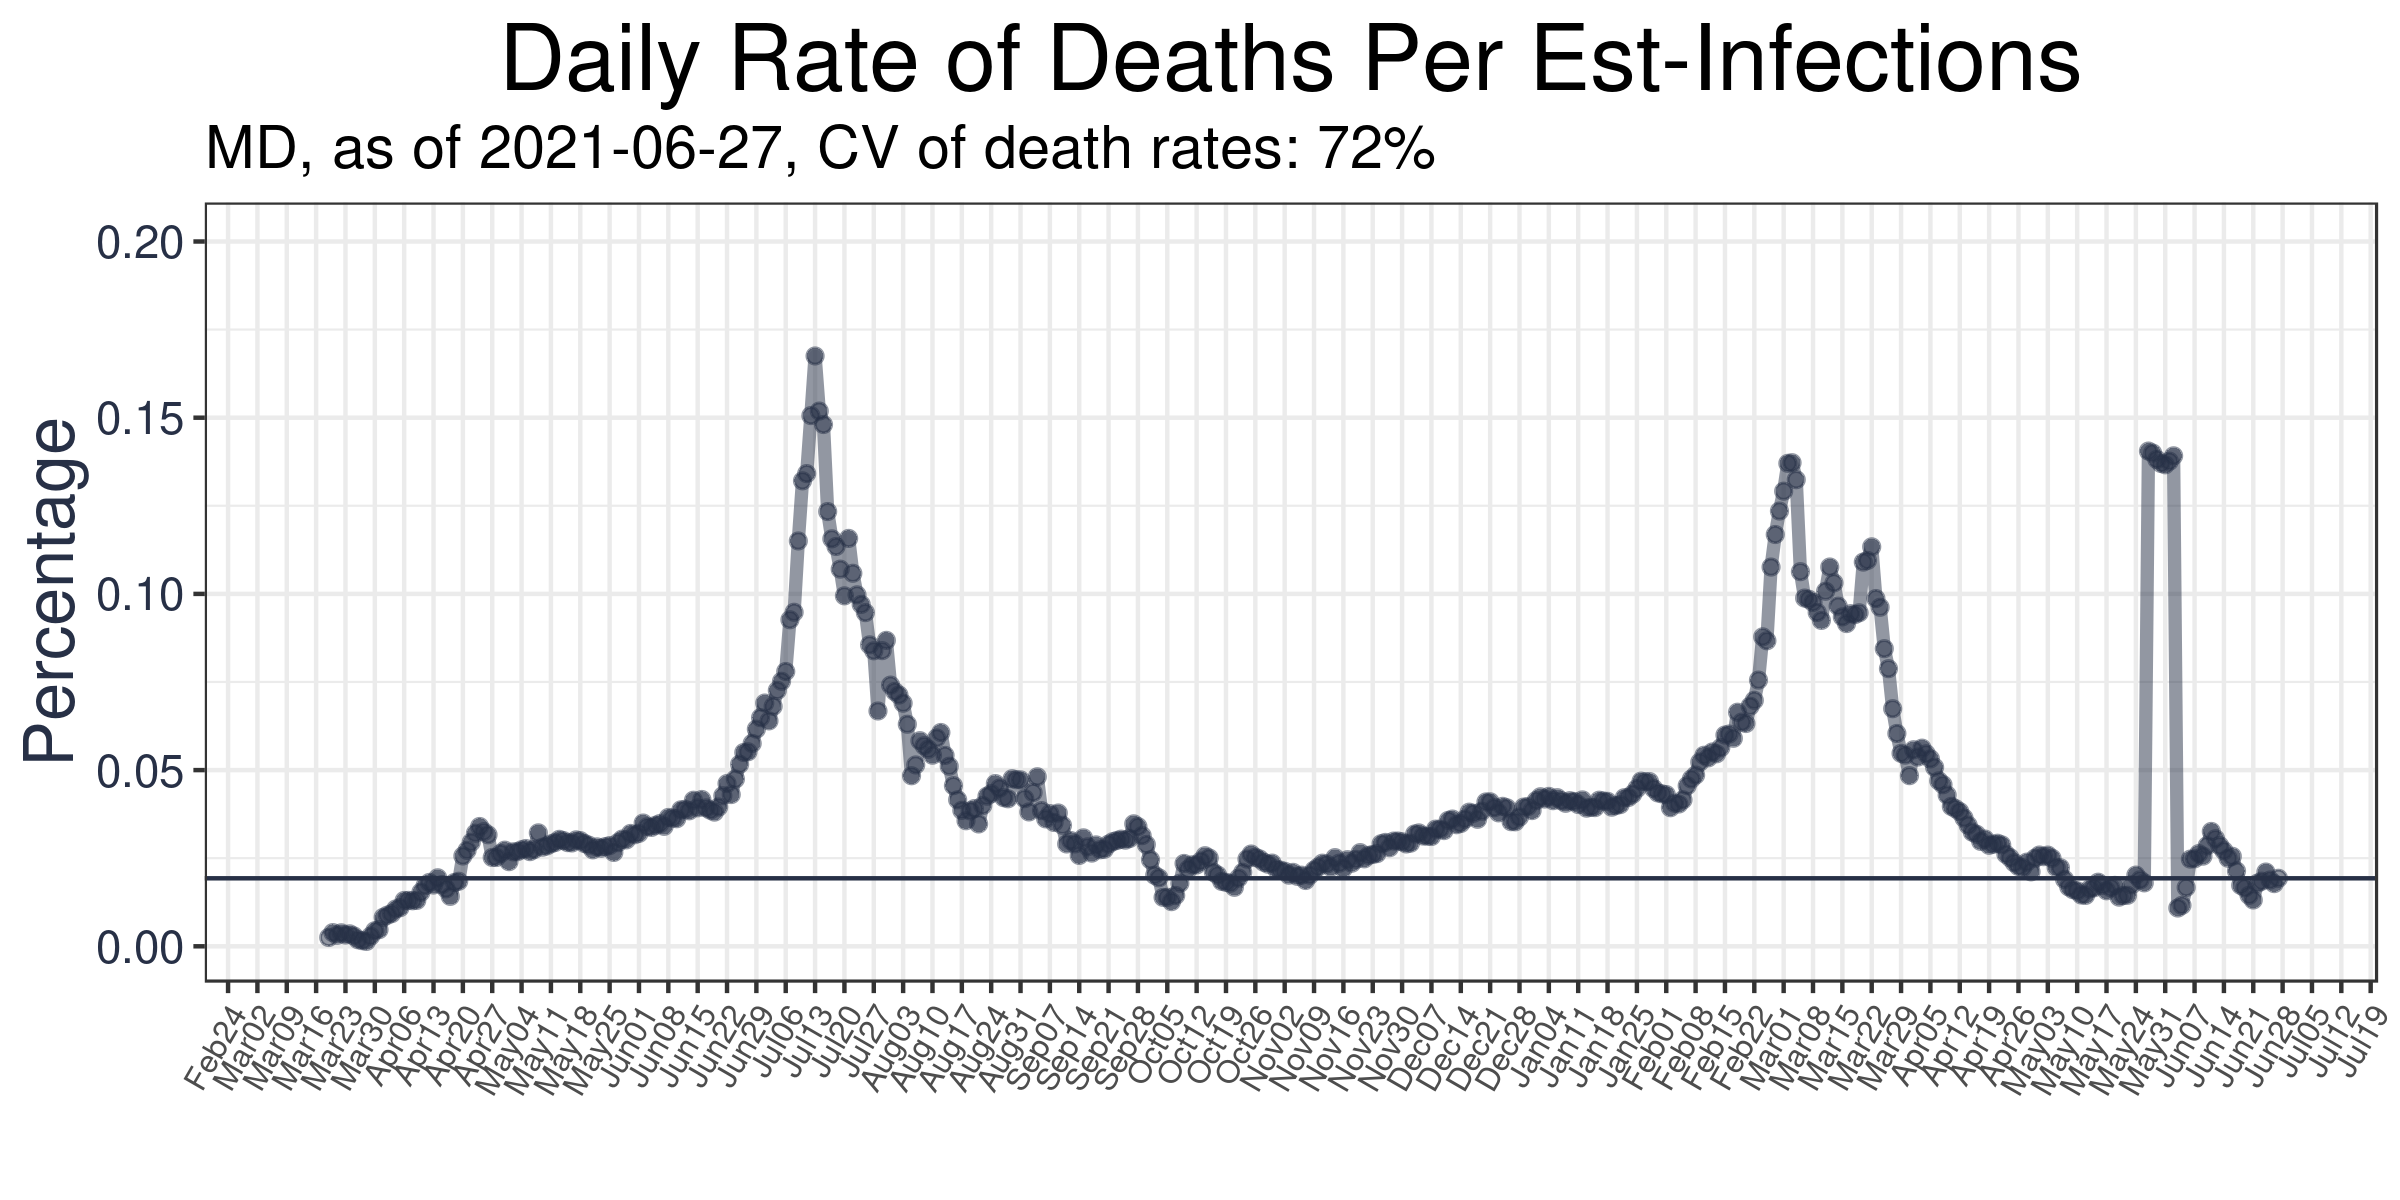 Daily Rate of Deaths Per Est-Infections
MD, as of 2021-06-27, CV of death rates: 72%
Percentage
0.20
0.15
0.10
0.05
0.00
Feb24
Mar02
Mar09
Mar16
Mar23
Mar30
Apr06
Apr13
Apr20
Apr27
May04
May11
May18
May25
Jun01
Jun08
Jun15
Jun22
Jun29
Jul06
Jul13
Jul20
Jul27
Aug03
Aug10
Aug17
Aug24
Aug31
Sep07
Sep14
Sep21
Sep28
Oct05
Oct12
Oct19
Oct26
Nov02
Nov09
Nov16
Nov23
Nov30
Dec07
Dec14
Dec21
Dec28
Jan04
Jan11
Jan18
Jan25
Feb01
Feb08
Feb15
Feb22
Mar01
Mar08
Mar15
Mar22
Mar29
Apr05
Apr12
Apr19
Apr26
May03
May10
May17
May24
May31
Jun07
Jun14
Jun21
Jun28
Jul05
Jul12
Jul19